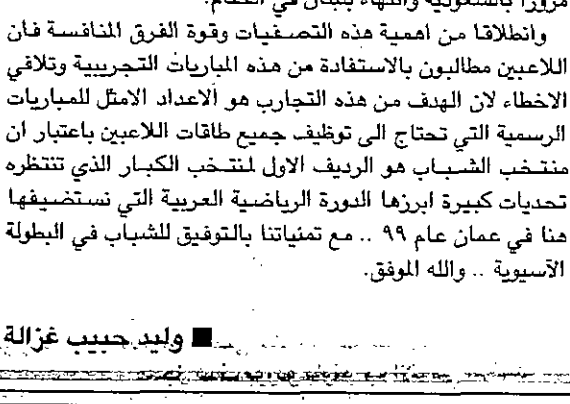 مرورا بالسعودية وانتهاء بلبنان في الختام.
وانطلاقا من اهمية هذه التصفيات وقوة الفرق المنافسة فان
اللاعبين مطالبون بالاستفادة من هذه المباريات التجريبية وتلافي
الاخطاء لان الهدف من هذه التجارب هو الاعداد الامثل للمباريات
الرسمية التي تحتاج الى توظيف جميع طاقات اللاعبين باعتبار ان
منتخب الشباب هو الرديف الاول لمنتخب الكبار الذي تنتظره
تحديات كبيرة ابرزها الدورة الرياضية العربية التي نستضيفها
هنا في عمان عام ٩٩ .. مع تمنياتنا بالتوفيق للشباب في البطولة
الآسيوية .. والله الموفق.
■ وليد حبيب غزالة